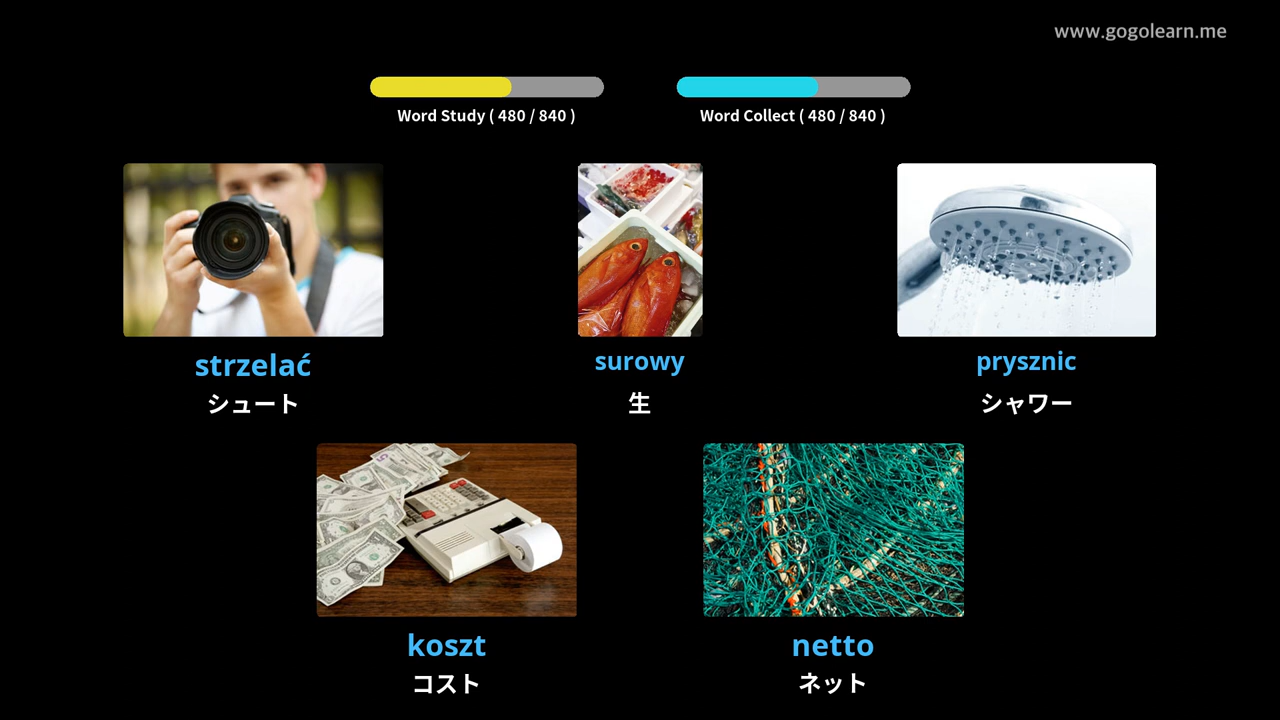 www.gogolearn.me
Word Study ( 480 / 840 )
Word Collect ( 480 / 840 )
strzelać
シュート
surowy
生
prysznic
シャワー
koszt
コスト
netto
ネット